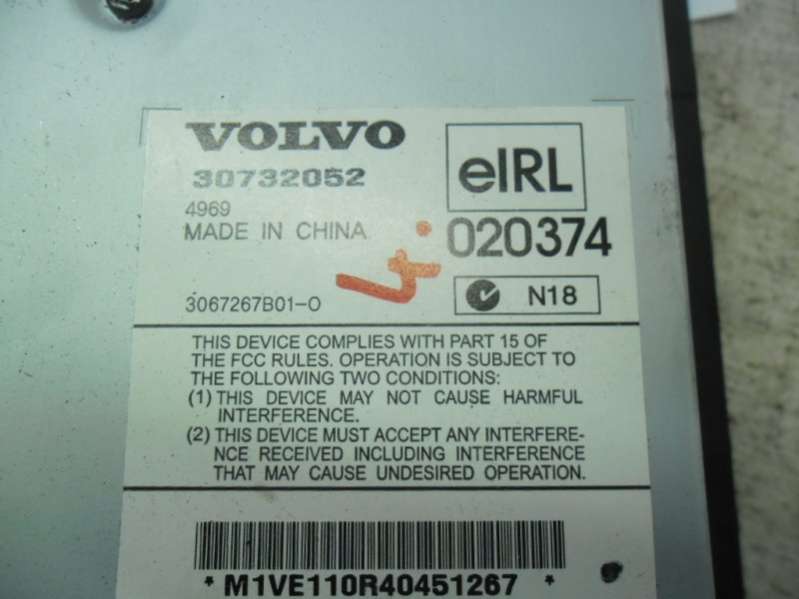 VOLVO
30732052
4969
MADE IN CHINA
3067267B01-O
eIRL
020374
N18
THIS DEVICE COMPLIES WITH PART 15 OF
THE FCC RULES. OPERATION IS SUBJECT TO
THE FOLLOWING TWO CONDITIONS:
(1) THIS DEVICE MAY NOT CAUSE HARMFUL
INTERFERENCE.
(2) THIS DEVICE MUST ACCEPT ANY INTERFERE-
NCE RECEIVED INCLUDING INTERFERENCE
THAT MAY CAUSE UNDESIRED OPERATION.
* M1VE110R40451267 *